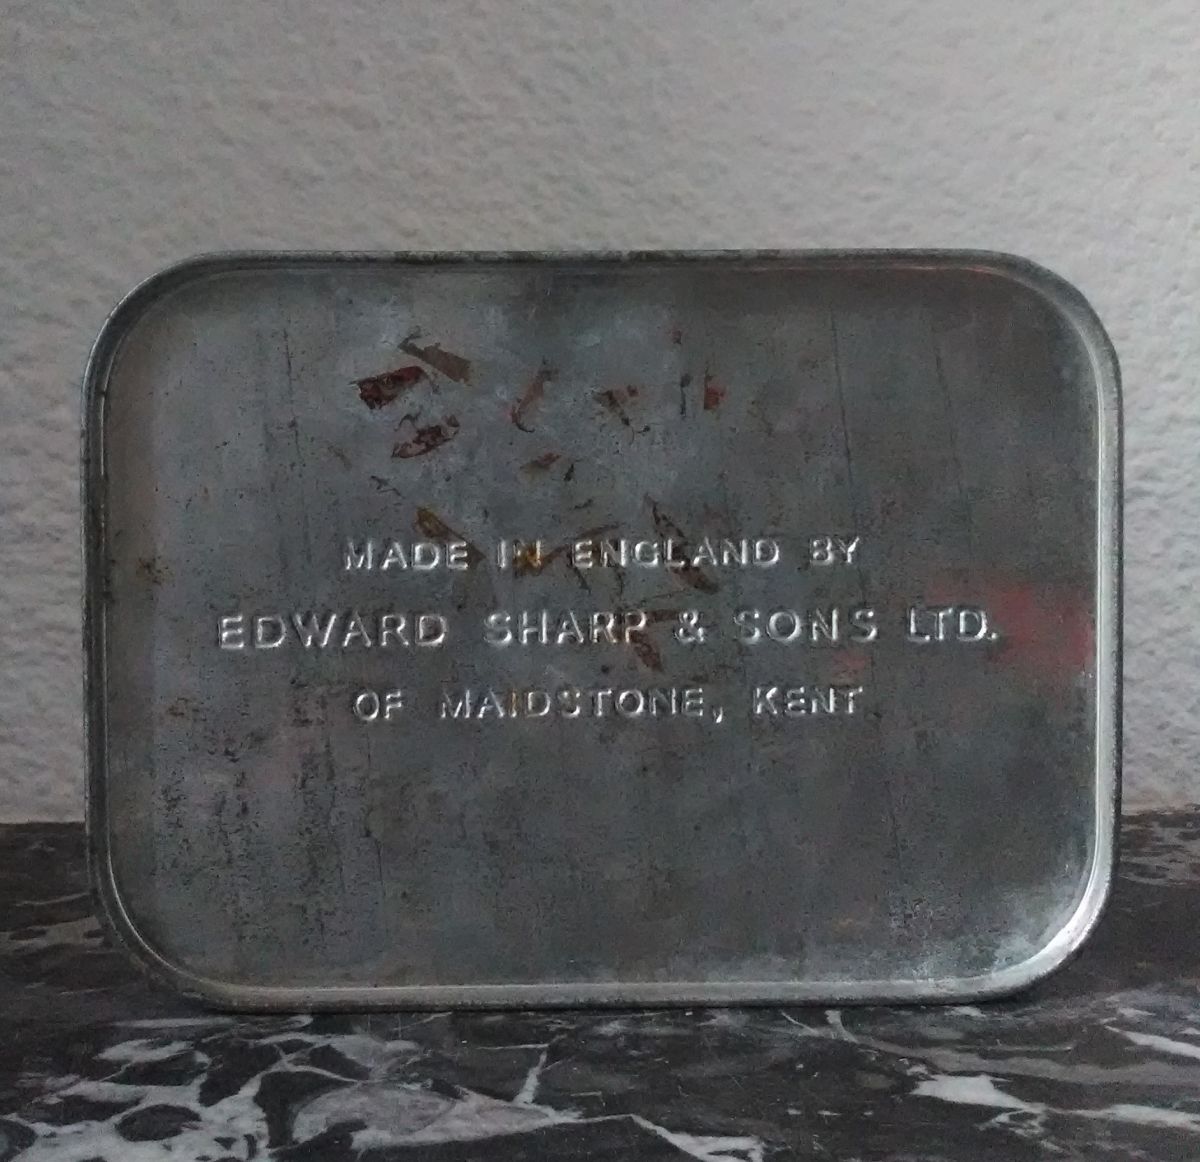 MADE IN ENGLAND BY
EDWARD SHARP & SONS LTD.
OF MAIDSTONE, KENT